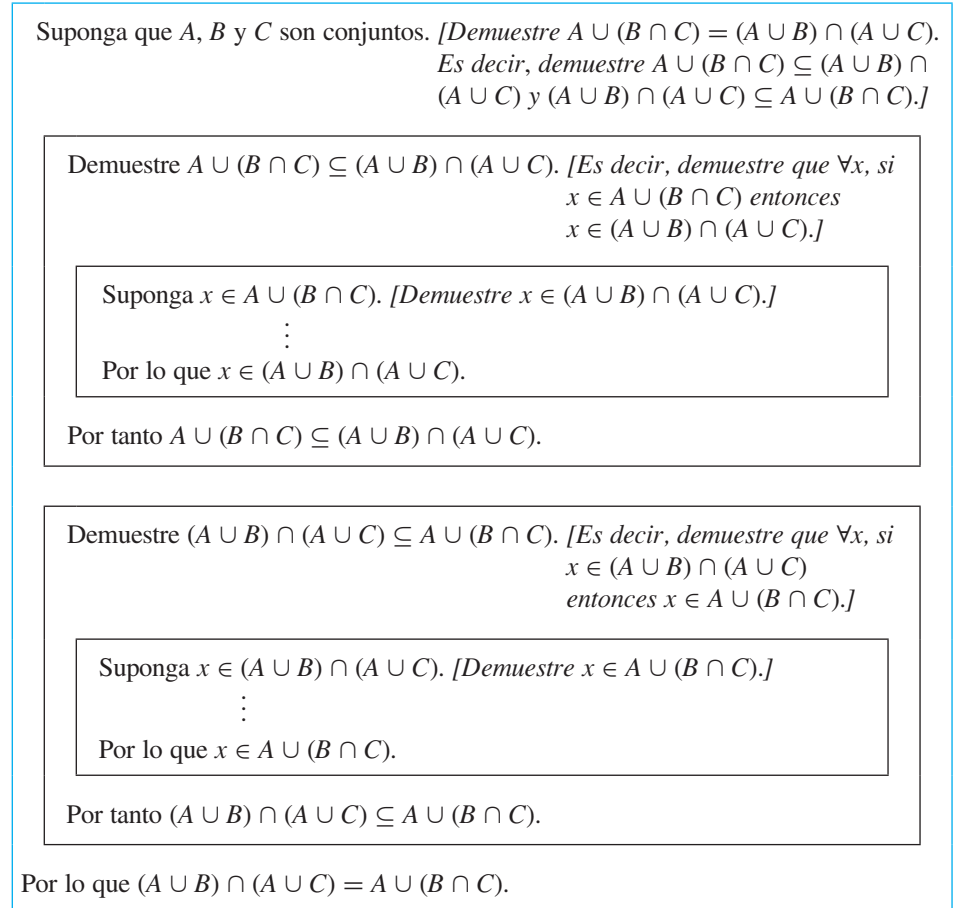 Suponga que A, B y C son conjuntos. [Demuestre A ∪ (B ∩ C) = (A ∪ B) ∩ (A ∪ C).
Es decir, demuestre A ∪ (B ∩ C) ⊆ (A ∪ B) ∩
(A ∪ C) y (A ∪ B) ∩ (A ∪ C) ⊆ A ∪ (B ∩ C).]
Demuestre A ∪ (B ∩ C) ⊆ (A ∪ B) ∩ (A ∪ C). [Es decir, demuestre que ∀x, si
x ∈ A ∪ (B ∩ C) entonces
x ∈ (A ∪ B) ∩ (A ∪ C).]
Suponga x ∈ A ∪ (B ∩ C). [Demuestre x ∈ (A ∪ B) ∩ (A ∪ C).]
⋮
Por lo que x ∈ (A ∪ B) ∩ (A ∪ C).
Por tanto A ∪ (B ∩ C) ⊆ (A ∪ B) ∩ (A ∪ C).
Demuestre (A ∪ B) ∩ (A ∪ C) ⊆ A ∪ (B ∩ C). [Es decir, demuestre que ∀x, si
x ∈ (A ∪ B) ∩ (A ∪ C)
entonces x ∈ A ∪ (B ∩ C).]
Suponga x ∈ (A ∪ B) ∩ (A ∪ C). [Demuestre x ∈ A ∪ (B ∩ C).]
⋮
Por lo que x ∈ A ∪ (B ∩ C).
Por tanto (A ∪ B) ∩ (A ∪ C) ⊆ A ∪ (B ∩ C).
Por lo que (A ∪ B) ∩ (A ∪ C) = A ∪ (B ∩ C).